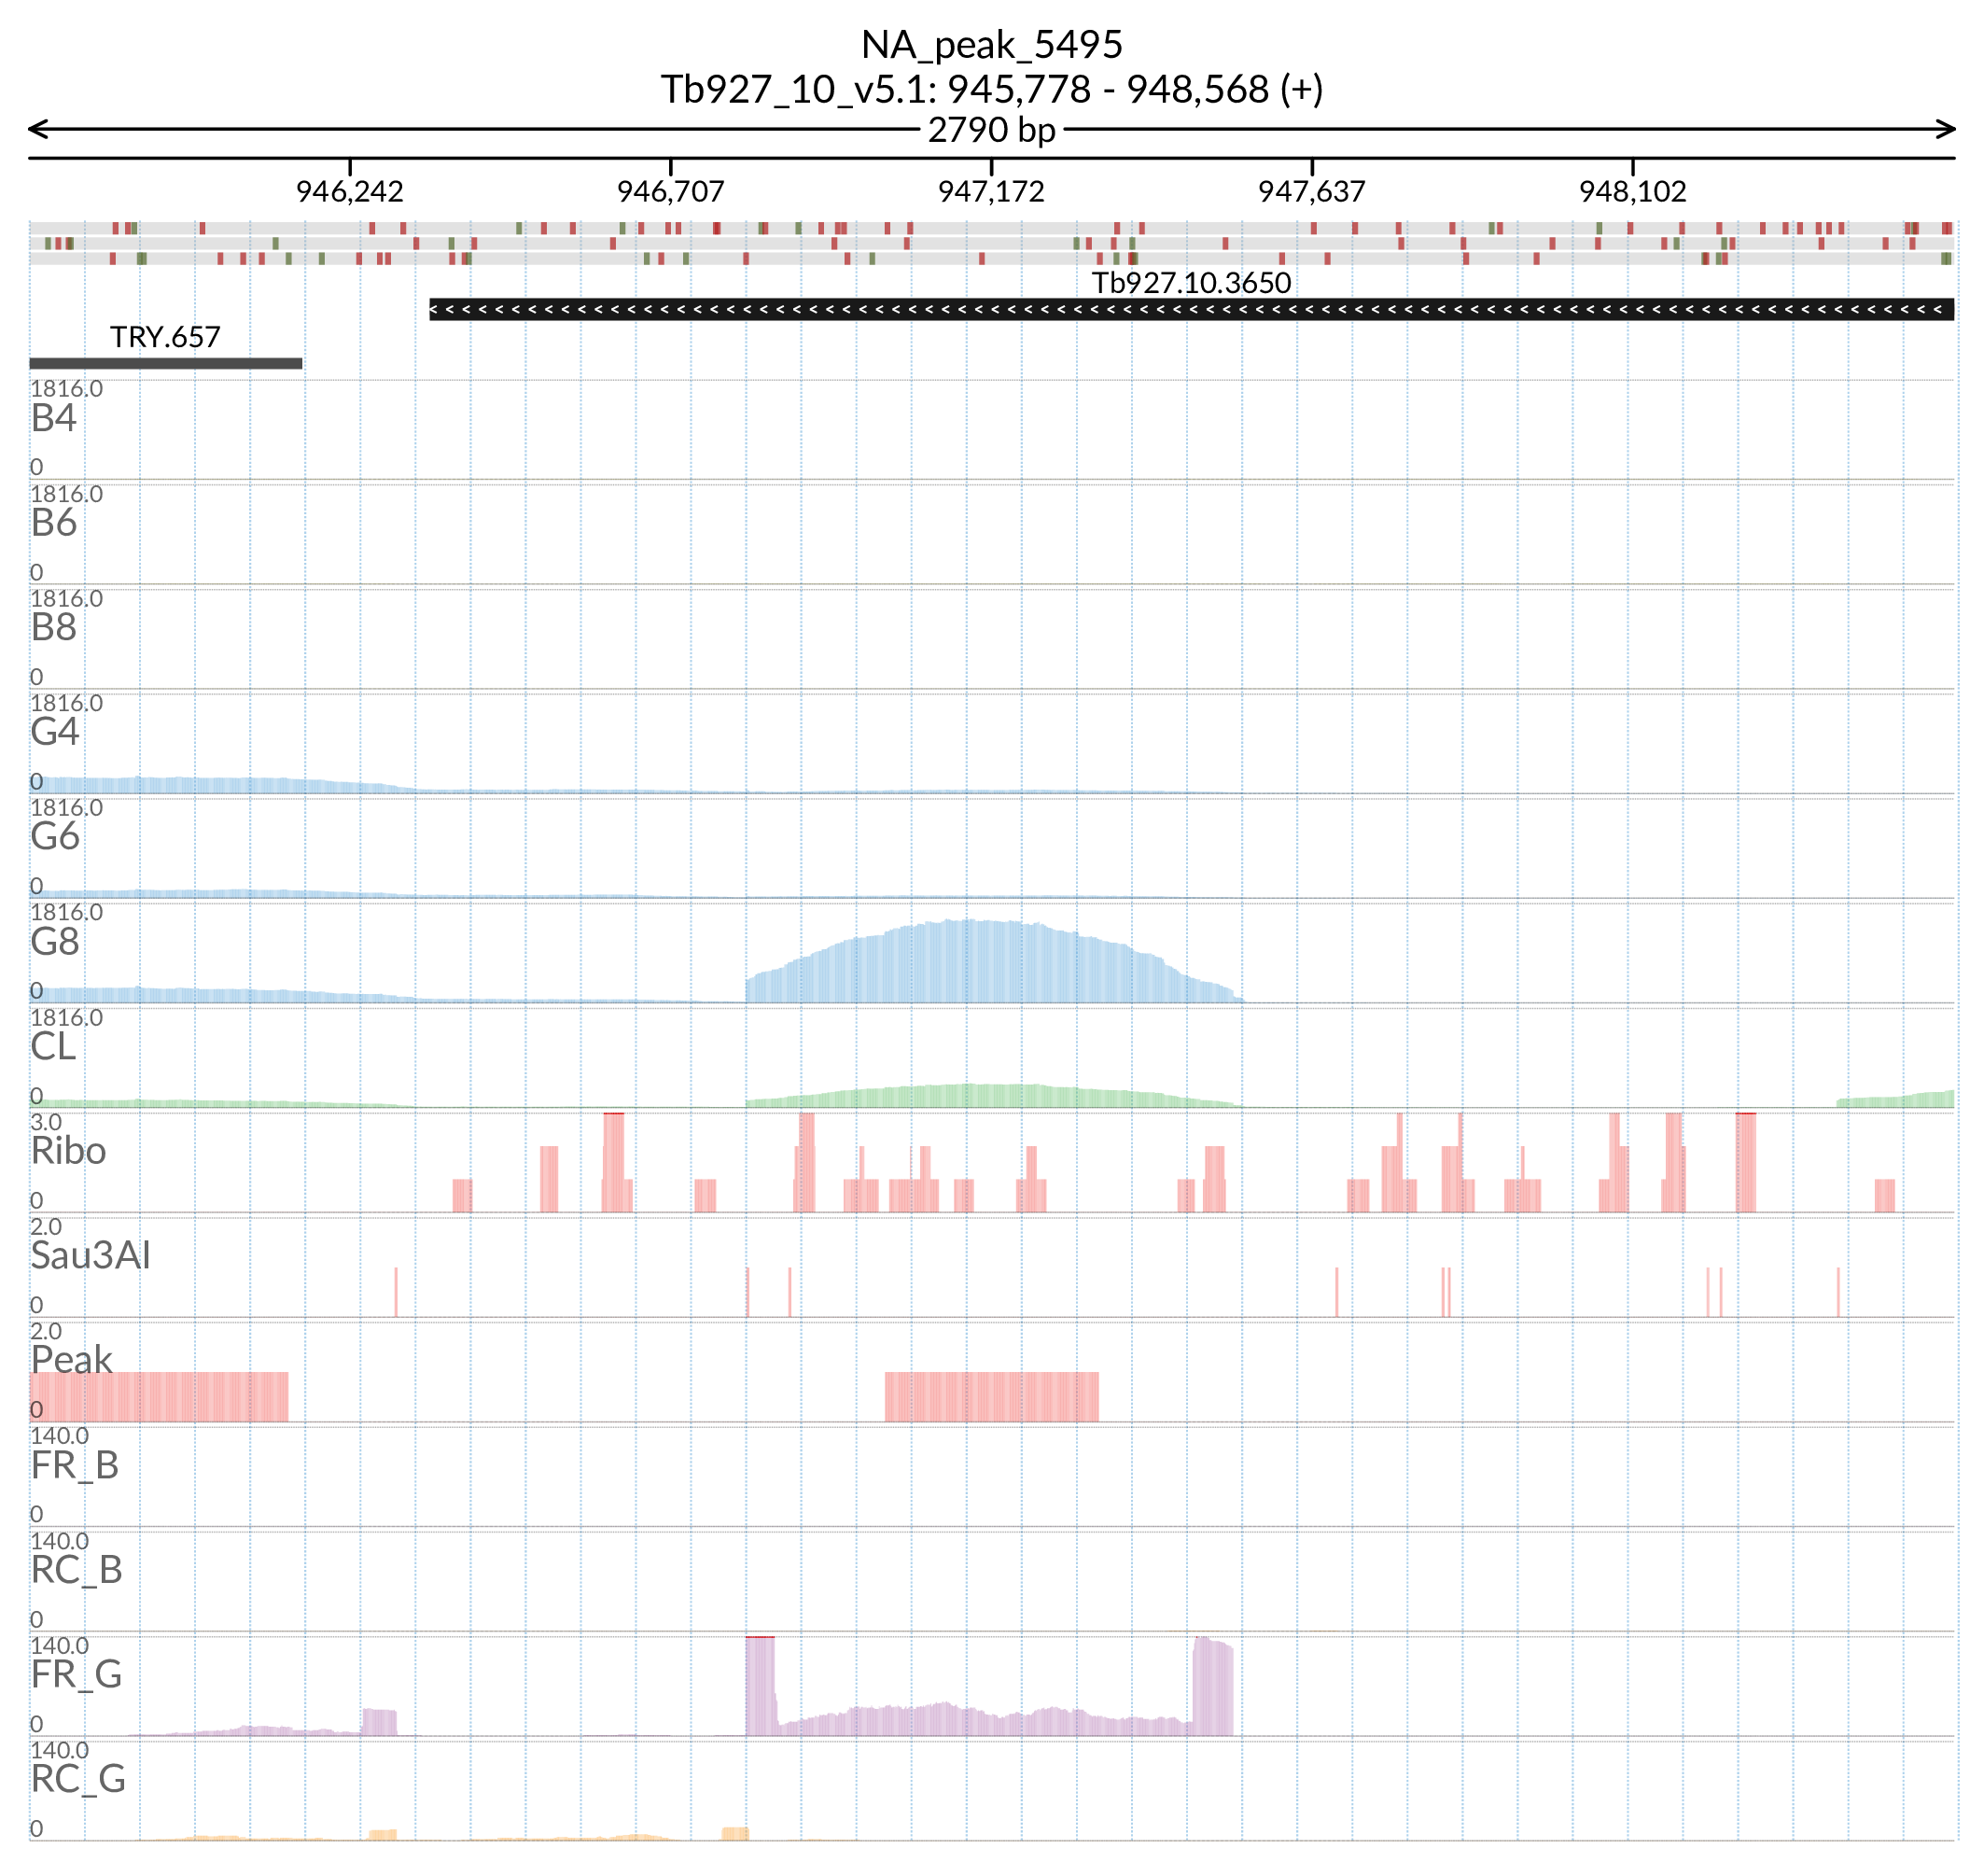 NA_peak_5495
Tb927_10_v5.1: 945,778 - 948,568 (+)
2790 bp
946,242 946,707 947,172 947,637 948,102
Tb927.10.3650
TRY.657
1816.0
B4
0
1816.0
B6
0
1816.0
B8
0
1816.0
G4
0
1816.0
G6
0
1816.0
G8
0
1816.0
CL
0
3.0
Ribo
0
2.0
Sau3AI
0
2.0
Peak
0
140.0
FR_B
0
140.0
RC_B
0
140.0
FR_G
0
140.0
RC_G
0